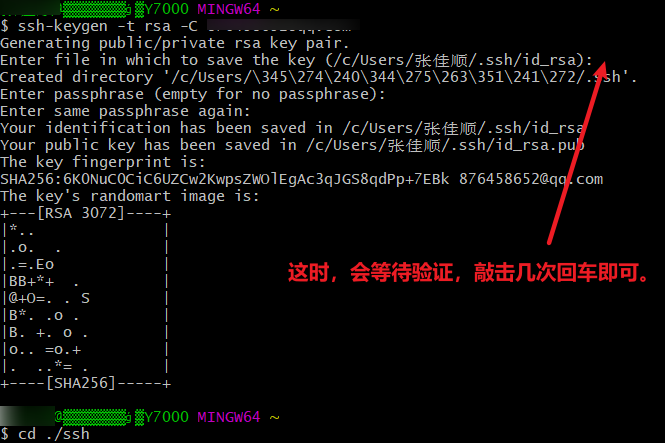 Y7000 MINGW64 ~
$ ssh-keygen -t rsa -C
Generating public/private rsa key pair.
Enter file in which to save the key (/c/Users/张佳顺/.ssh/id_rsa):
Created directory '/c/Users/\345\274\240\344\275\263\351\241\272/.ssh'.
Enter passphrase (empty for no passphrase):
Enter same passphrase again:
Your identification has been saved in /c/Users/张佳顺/.ssh/id_rsa
Your public key has been saved in /c/Users/张佳顺/.ssh/id_rsa.pub
The key fingerprint is:
SHA256:6KONuCOCiC6UZCw2KwpsZWOlEgAc3qJGS8qdPp+7EBk 876458652@qq.com
The key's randomart image is:
+---[RSA 3072]----+
|*..              |
|.o.  .           |
|.=.Eo            |
|BB+*+  .         |
|@+O=. . S        |
|B*. .o .         |
|B. +. o .        |
|o.. =o.+         |
|.  ..*= .        |
+----[SHA256]-----+
这时，会等待验证，敲击几次回车即可。
Y7000 MINGW64 ~
$ cd ./ssh